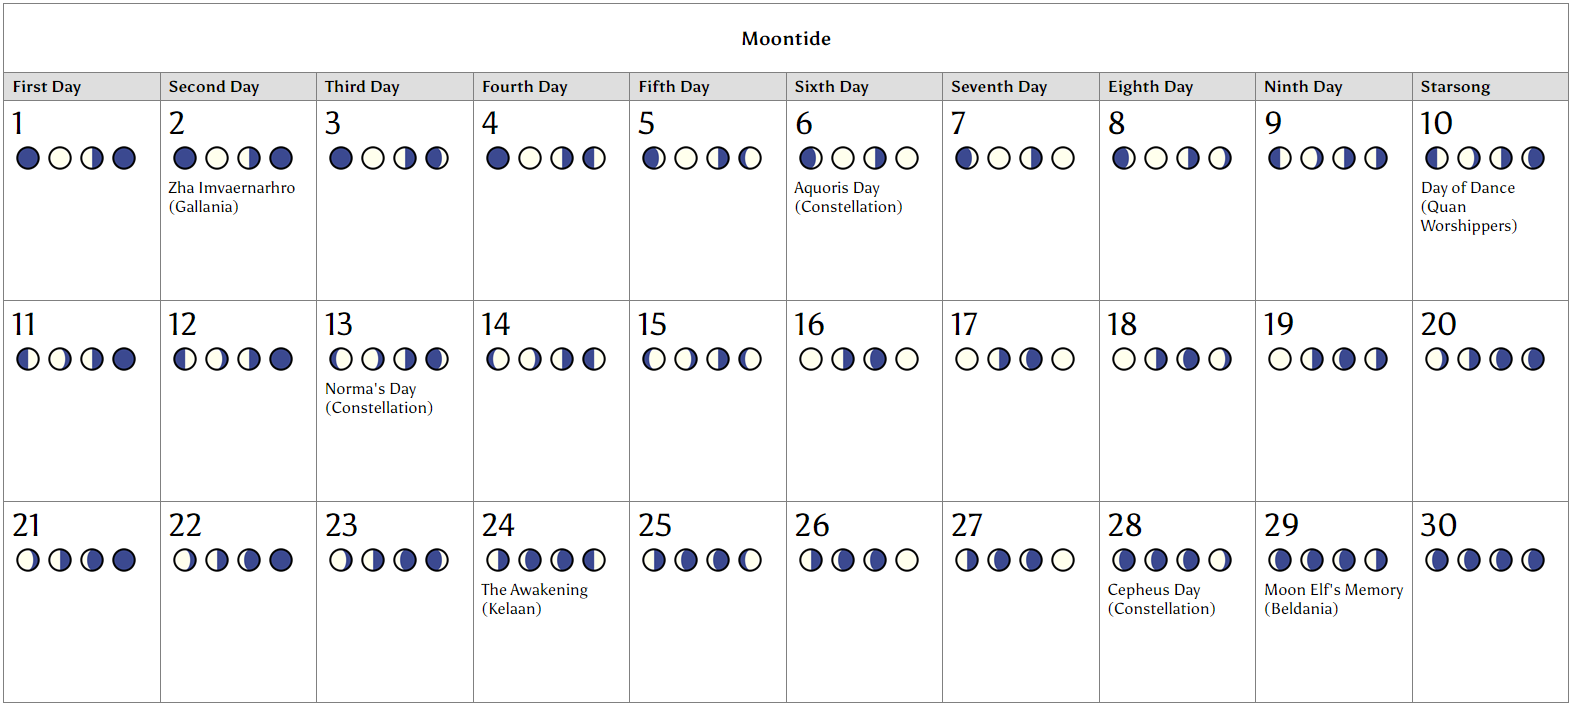 Moontide
First Day
Second Day
Third Day
Fourth Day
Fifth Day
Sixth Day
Seventh Day
Eighth Day
Ninth Day
Starsong
1
2
Zha Imvaernarhro
(Gallania)
3
4
5
6
Aquoris Day
(Constellation)
7
8
9
10
Day of Dance
(Quan
Worshippers)
11
12
13
Norma's Day
(Constellation)
14
15
16
17
18
19
20
21
22
23
24
The Awakening
(Kelaan)
25
26
27
28
Cepheus Day
(Constellation)
29
Moon Elf's Memory
(Beldania)
30